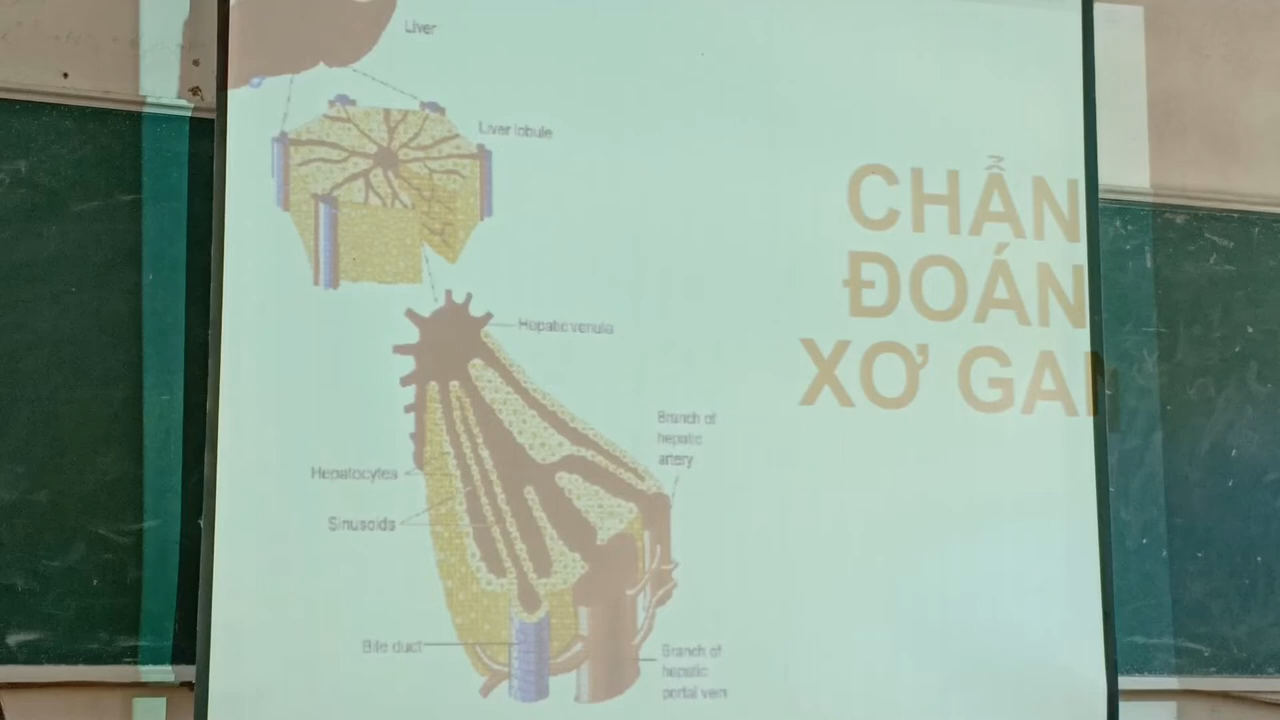 Liver
Liver lobule
CHẨN
ĐOÁN
XƠ GAN
Hepatic venula
Branch of
hepatic
artery
Hepatocytes
Sinusoids
Bile duct
Branch of
hepatic
portal vein